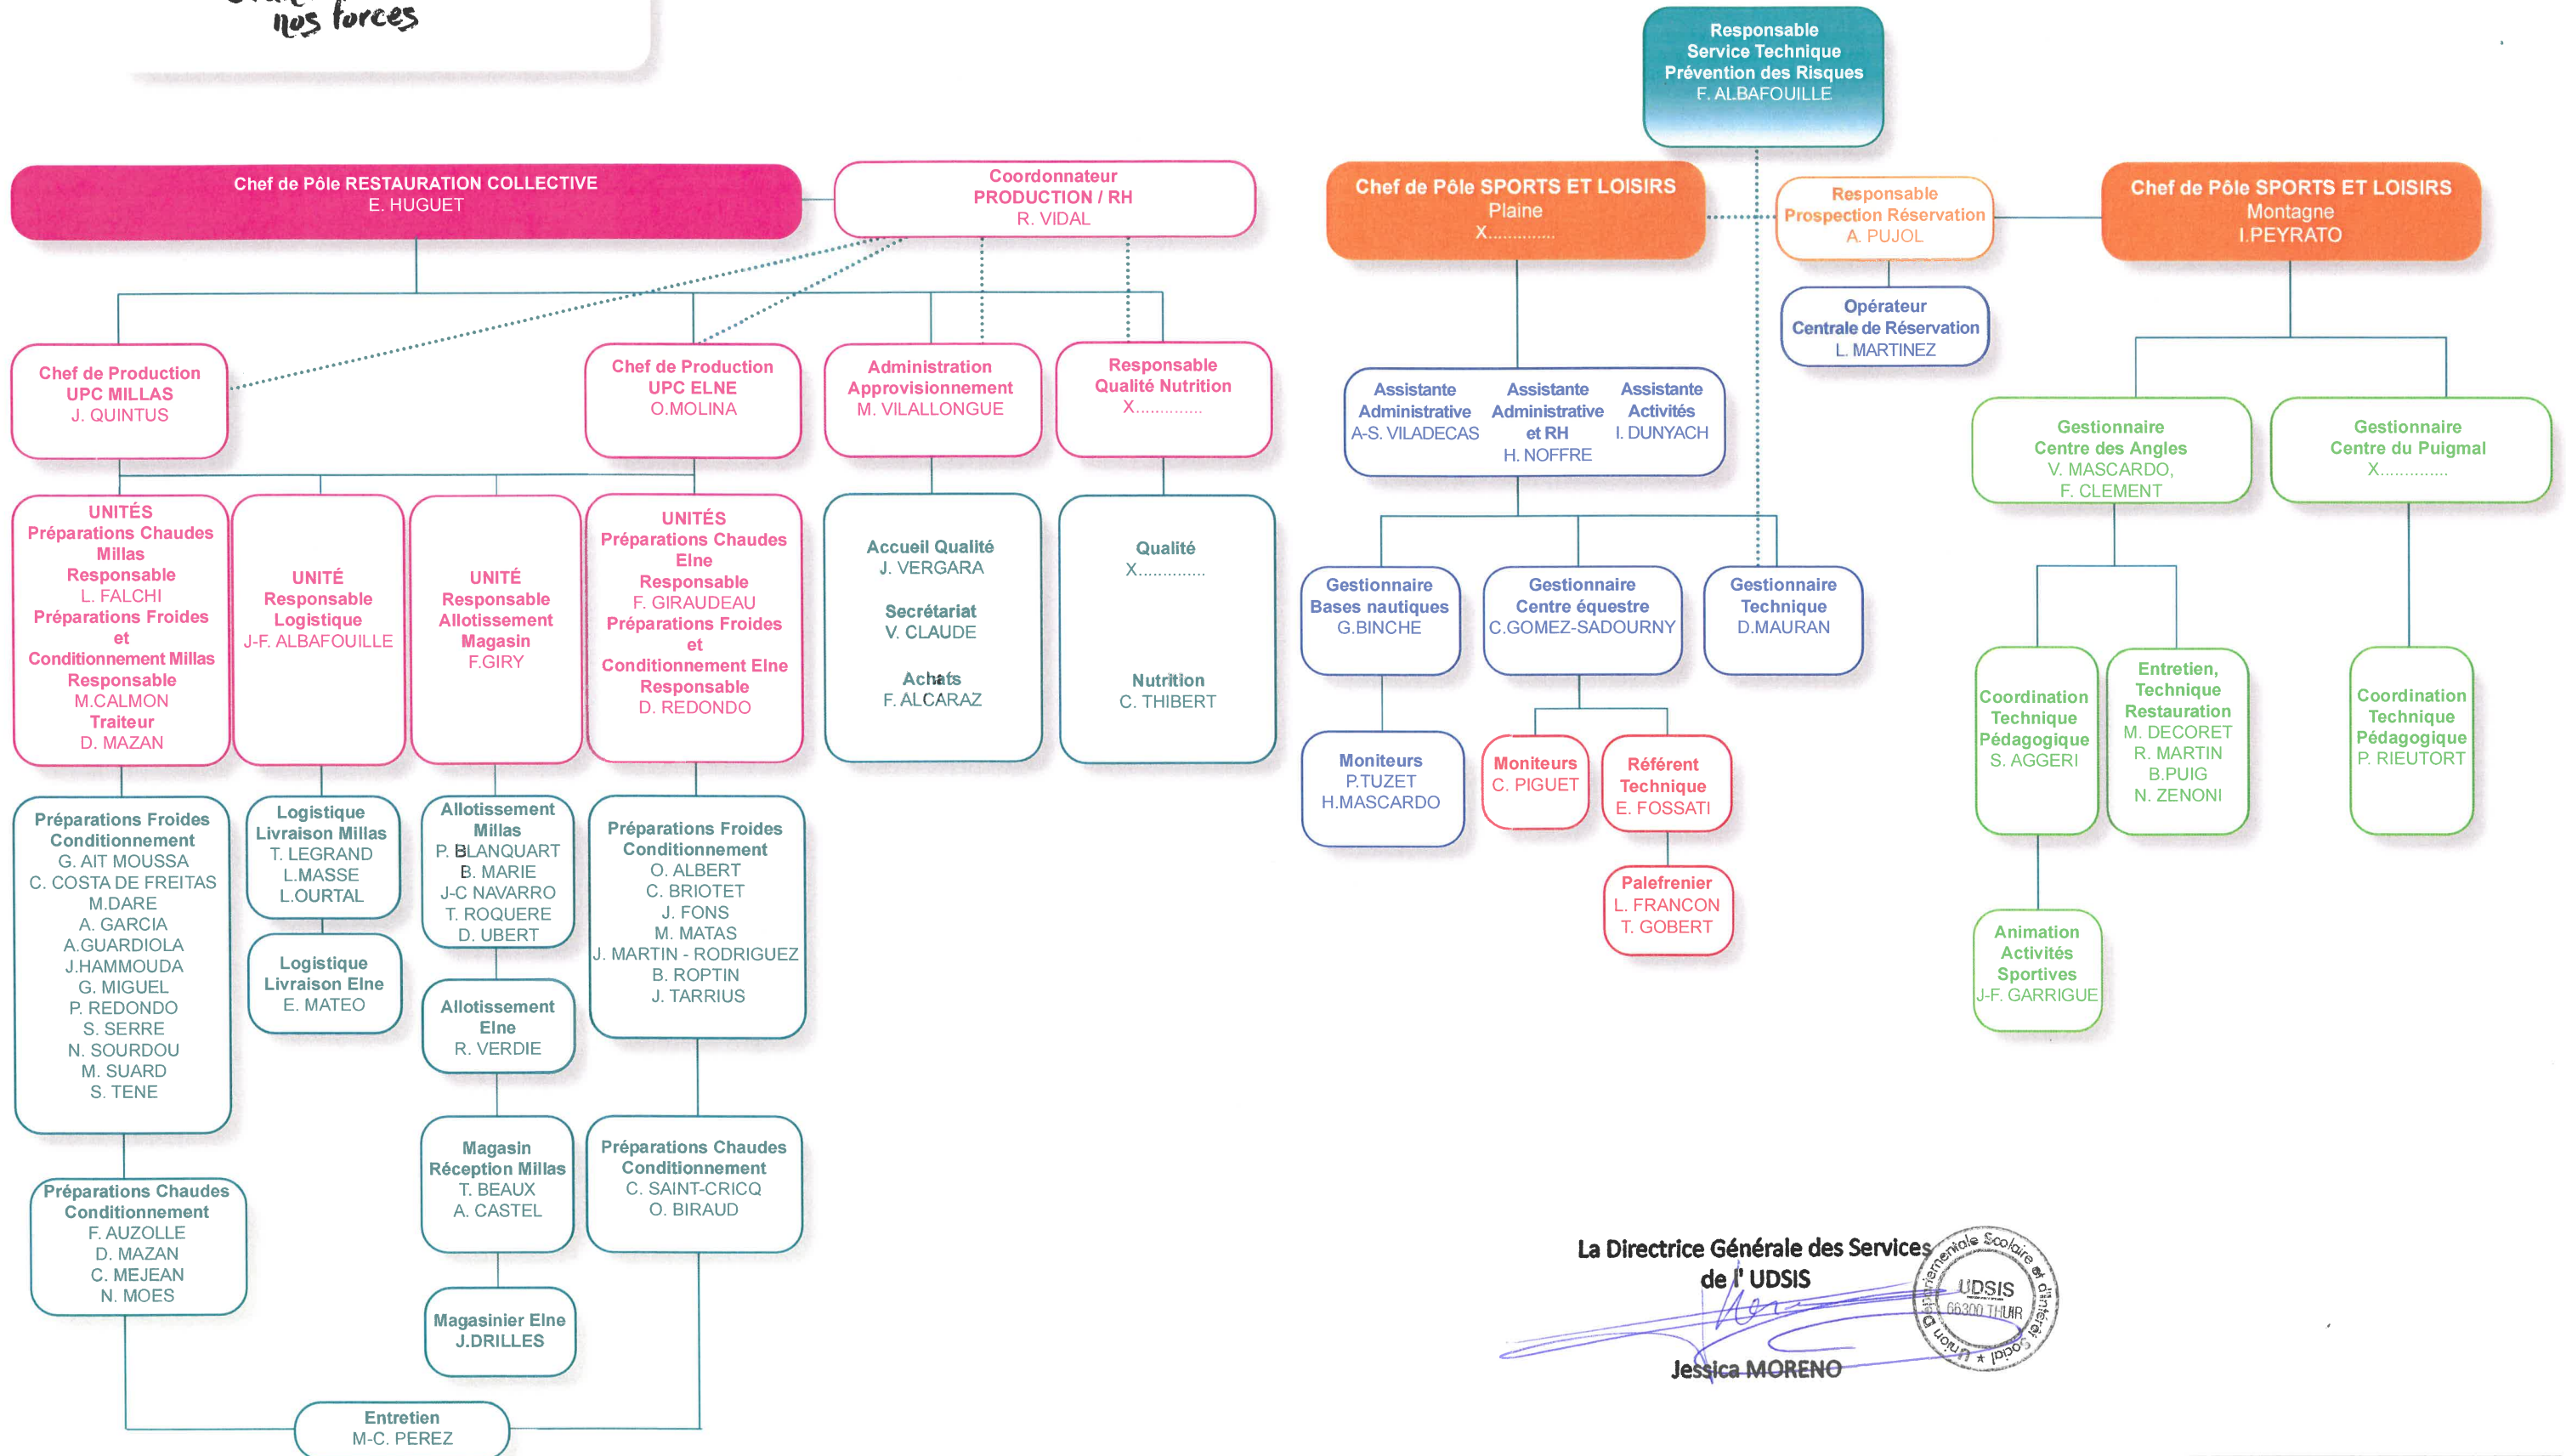 nos forces
Responsable
Service Technique
Prévention des Risques
F. ALBAFOUILLE
Chef de Pôle RESTAURATION COLLECTIVE
E. HUGUET
Coordonnateur
PRODUCTION / RH
R. VIDAL
Chef de Pôle SPORTS ET LOISIRS
Plaine
X..............
Responsable
Prospection Réservation
A. PUJOL
Chef de Pôle SPORTS ET LOISIRS
Montagne
I.PEYRATO
Opérateur
Centrale de Réservation
L. MARTINEZ
Chef de Production
UPC MILLAS
J. QUINTUS
Chef de Production
UPC ELNE
O.MOLINA
Administration
Approvisionnement
M. VILALLONGUE
Responsable
Qualité Nutrition
X..............
Assistante
Administrative
A-S. VILADECAS
Assistante
Administrative
et RH
H. NOFFRE
Assistante
Activités
I. DUNYACH
Gestionnaire
Centre des Angles
V. MASCARDO,
F. CLEMENT
Gestionnaire
Centre du Puigmal
X..............
UNITÉS
Préparations Chaudes
Millas
Responsable
L. FALCHI
Préparations Froides
et
Conditionnement Millas
Responsable
M.CALMON
Traiteur
D. MAZAN
UNITÉ
Responsable
Logistique
J-F. ALBAFOUILLE
UNITÉ
Responsable
Allotissement
Magasin
F.GIRY
UNITÉS
Préparations Chaudes
Elne
Responsable
F. GIRAUDEAU
Préparations Froides
et
Conditionnement Elne
Responsable
D. REDONDO
Accueil Qualité
J. VERGARA
Secrétariat
V. CLAUDE
Achats
F. ALCARAZ
Qualité
X..............
Nutrition
C. THIBERT
Gestionnaire
Bases nautiques
G.BINCHE
Gestionnaire
Centre équestre
C.GOMEZ-SADOURNY
Gestionnaire
Technique
D.MAURAN
Moniteurs
P.TUZET
H.MASCARDO
Moniteurs
C. PIGUET
Référent
Technique
E. FOSSATI
Palefrenier
L. FRANCON
T. GOBERT
Coordination
Technique
Pédagogique
S. AGGERI
Entretien,
Technique
Restauration
M. DECORET
R. MARTIN
B.PUIG
N. ZENONI
Coordination
Technique
Pédagogique
P. RIEUTORT
Animation
Activités
Sportives
J-F. GARRIGUE
Préparations Froides
Conditionnement
G. AIT MOUSSA
C. COSTA DE FREITAS
M.DARE
A. GARCIA
A.GUARDIOLA
J.HAMMOUDA
G. MIGUEL
P. REDONDO
S. SERRE
N. SOURDOU
M. SUARD
S. TENE
Logistique
Livraison Millas
T. LEGRAND
L.MASSE
L.OURTAL
Logistique
Livraison Elne
E. MATEO
Allotissement
Millas
P. BLANQUART
B. MARIE
J-C NAVARRO
T. ROQUERE
D. UBERT
Allotissement
Elne
R. VERDIE
Préparations Froides
Conditionnement
O. ALBERT
C. BRIOTET
J. FONS
M. MATAS
J. MARTIN - RODRIGUEZ
B. ROPTIN
J. TARRIUS
Magasin
Réception Millas
T. BEAUX
A. CASTEL
Préparations Chaudes
Conditionnement
C. SAINT-CRICQ
O. BIRAUD
Préparations Chaudes
Conditionnement
F. AUZOLLE
D. MAZAN
C. MEJEAN
N. MOES
Magasinier Elne
J.DRILLES
Entretien
M-C. PEREZ
La Directrice Générale des Services
de l' UDSIS
Jessica MORENO
Union Départementale Scolaire et d'Intérêt Social *
UDSIS
66300 THUIR